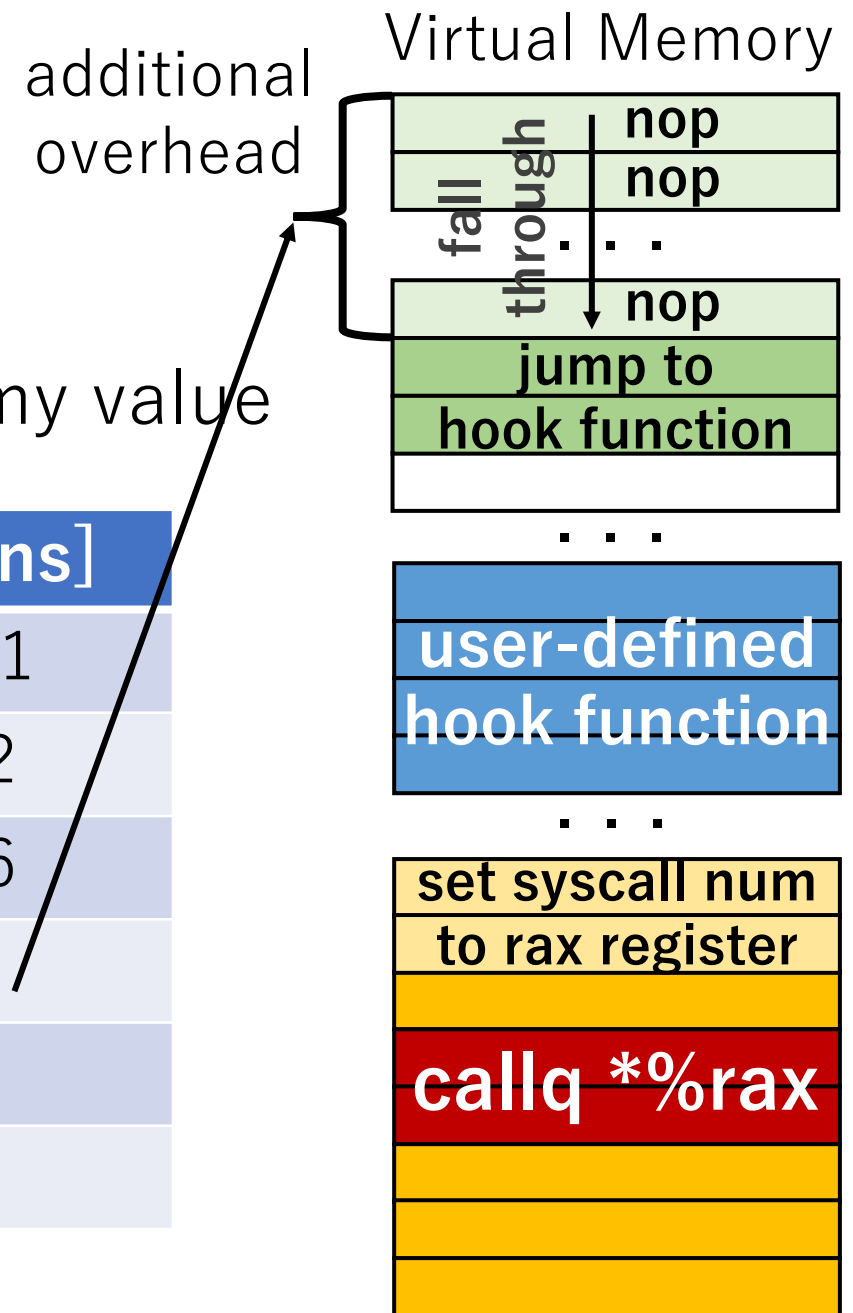 Virtual Memory
additional
overhead
nop
nop
fall
through
. . .
nop
jump to
hook function
my value
ns]
1
2
6
. . .
user-defined
hook function
. . .
set syscall num
to rax register
callq *%rax